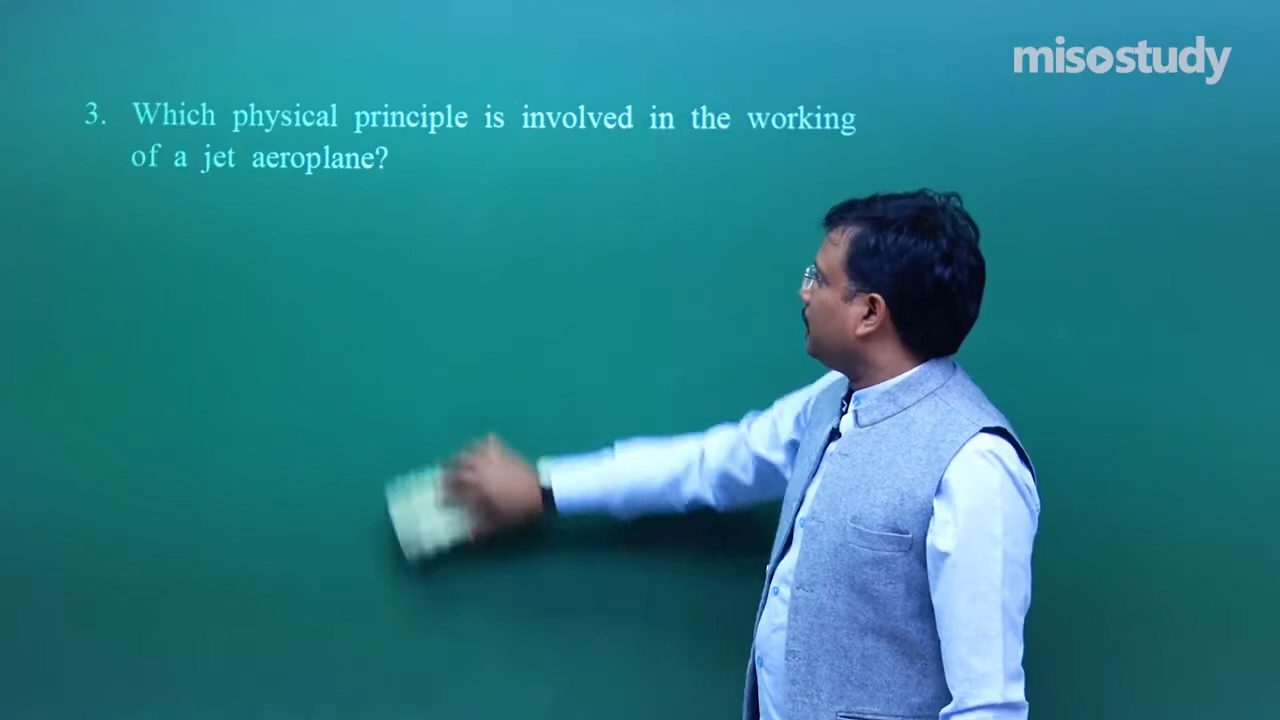 misostudy
3. Which physical principle is involved in the working
of a jet aeroplane?